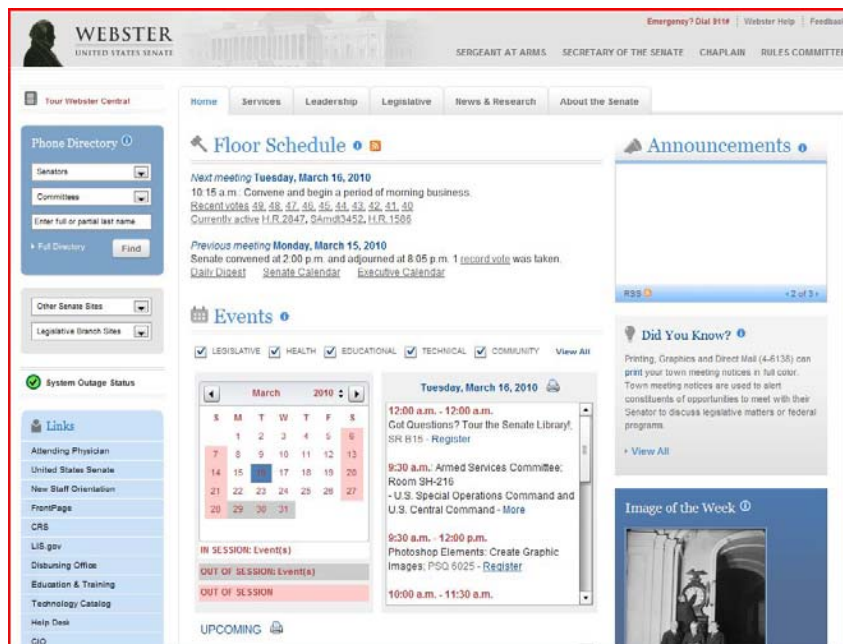 Emergency? Dial 911# | Webster Help | Feedback
WEBSTER
UNITED STATES SENATE
SERGEANT AT ARMS SECRETARY OF THE SENATE CHAPLAIN RULES COMMITTEE
Tour Webster Central
Home Services Leadership Legislative News & Research About the Senate
Phone Directory
Senators
Committees
Enter full or partial last name
Full Directory Find
Other Senate Sites
Legislative Branch Sites
System Outage Status
Links
Attending Physician
United States Senate
New Staff Orientation
FrontPage
CRS
LIS.gov
Disbursing Office
Education & Training
Technology Catalog
Help Desk
CIO
Floor Schedule
Next meeting Tuesday, March 16, 2010
10:15 a.m.: Convene and begin a period of morning business.
Recent votes 49, 48, 47, 46, 45, 44, 43, 42, 41, 40
Currently active H.R.2847, SAmdt3452, H.R.1586
Previous meeting Monday, March 15, 2010
Senate convened at 2:00 p.m. and adjourned at 8:05 p.m. 1 record vote was taken.
Daily Digest Senate Calendar Executive Calendar
Events
LEGISLATIVE HEALTH EDUCATIONAL TECHNICAL COMMUNITY View All
March 2010
S M T W T F S
1 2 3 4 5 6
7 8 9 10 11 12 13
14 15 16 17 18 19 20
21 22 23 24 25 26 27
28 29 30 31
IN SESSION: Event(s)
OUT OF SESSION: Event(s)
OUT OF SESSION
Tuesday, March 16, 2010
12:00 a.m. - 12:00 a.m.
Got Questions? Tour the Senate Library!,
SR B15 - Register
9:30 a.m.: Armed Services Committee;
Room SH-216
- U.S. Special Operations Command and
U.S. Central Command - More
9:30 a.m. - 12:00 p.m.
Photoshop Elements: Create Graphic
Images; PSQ 6025 - Register
10:00 a.m. - 11:30 a.m.
UPCOMING
Announcements
RSS 2 of 3
Did You Know?
Printing, Graphics and Direct Mail (4-6138) can
print your town meeting notices in full color.
Town meeting notices are used to alert
constituents of opportunities to meet with their
Senator to discuss legislative matters or federal
programs.
View All
Image of the Week